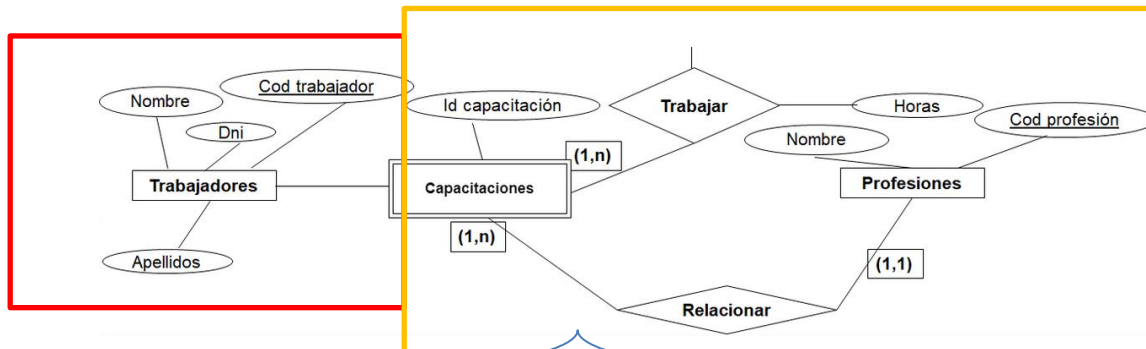 Nombre
Cod trabajador
Dni
Trabajadores
Apellidos
Id capacitación
Capacitaciones
(1,n)
(1,n)
Trabajar
Horas
Nombre
Cod profesión
Profesiones
(1,1)
Relacionar